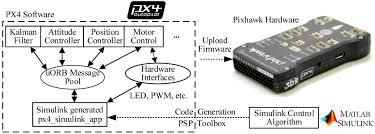 PX4 Software
PX4
autopilot
Pixhawk Hardware
Kalman Filter
Attitude Controller
Position Controller
Motor Control
...
Upload Firmware
uORB Message Pool
Hardware Interfaces
LED, PWM, etc.
Simulink generated px4_simulink_app
Code Generation
PSP Toolbox
Simulink Control Algorithm
MATLAB
SIMULINK